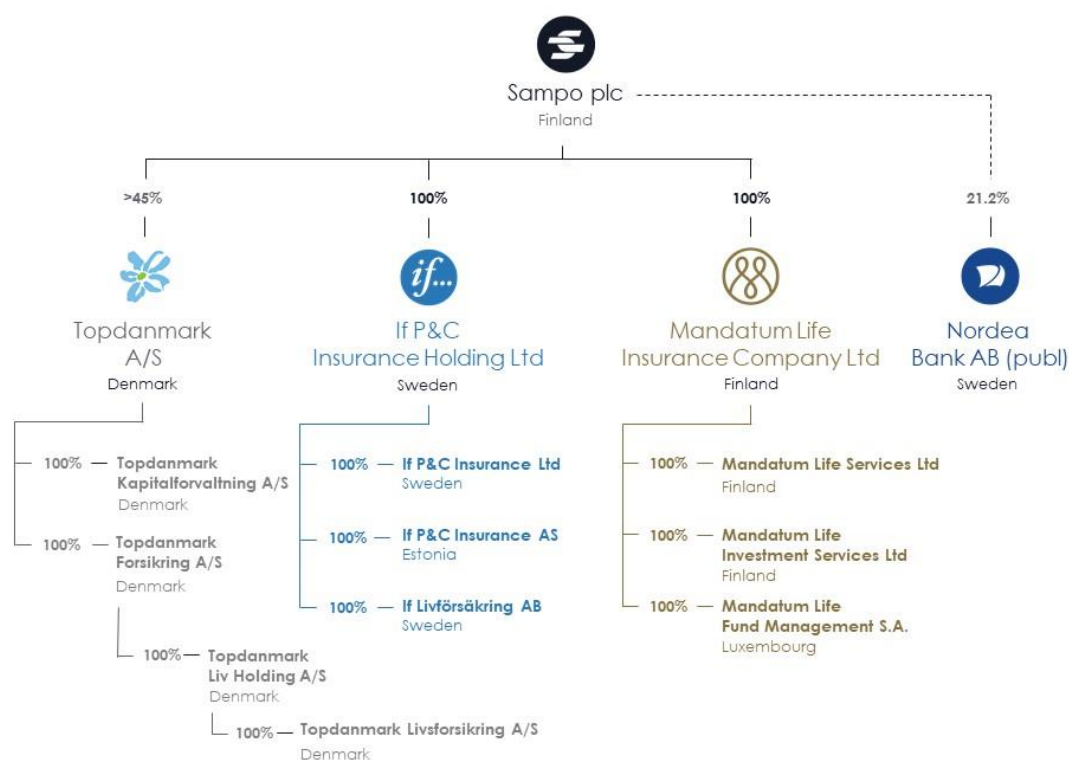 Sampo plc
Finland
>45%
100%
100%
21.2%
if...
Topdanmark
A/S
Denmark
If P&C
Insurance Holding Ltd
Sweden
Mandatum Life
Insurance Company Ltd
Finland
Nordea
Bank AB (publ)
Sweden
100%
Topdanmark
Kapitalforvaltning A/S
Denmark
100%
Topdanmark
Forsikring A/S
Denmark
100%
Topdanmark
Liv Holding A/S
Denmark
100%
Topdanmark Livsforsikring A/S
Denmark
100%
If P&C Insurance Ltd
Sweden
100%
If P&C Insurance AS
Estonia
100%
If Livförsäkring AB
Sweden
100%
Mandatum Life Services Ltd
Finland
100%
Mandatum Life
Investment Services Ltd
Finland
100%
Mandatum Life
Fund Management S.A.
Luxembourg